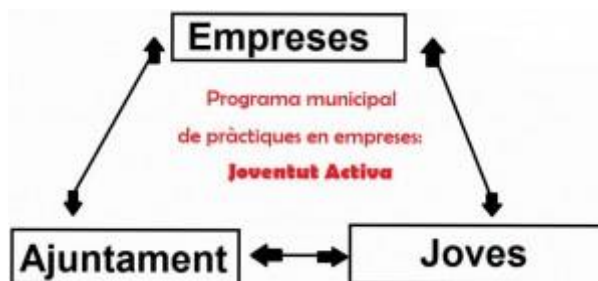 Empreses
Programa municipal
de pràctiques en empreses:
Joventut Activa
Ajuntament
Joves